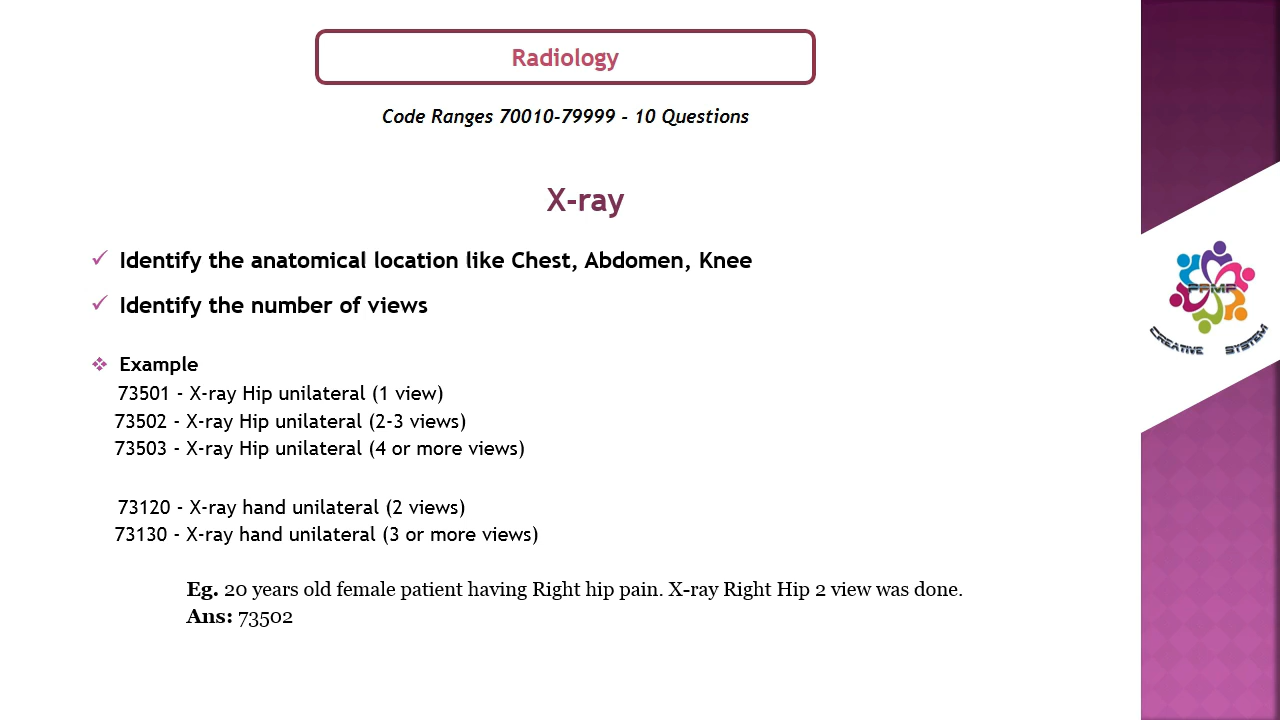 Radiology
Code Ranges 70010-79999 - 10 Questions
X-ray
Identify the anatomical location like Chest, Abdomen, Knee
Identify the number of views
Example
73501 - X-ray Hip unilateral (1 view)
73502 - X-ray Hip unilateral (2-3 views)
73503 - X-ray Hip unilateral (4 or more views)
73120 - X-ray hand unilateral (2 views)
73130 - X-ray hand unilateral (3 or more views)
Eg. 20 years old female patient having Right hip pain. X-ray Right Hip 2 view was done.
Ans: 73502
CREATIVE SYSTEM